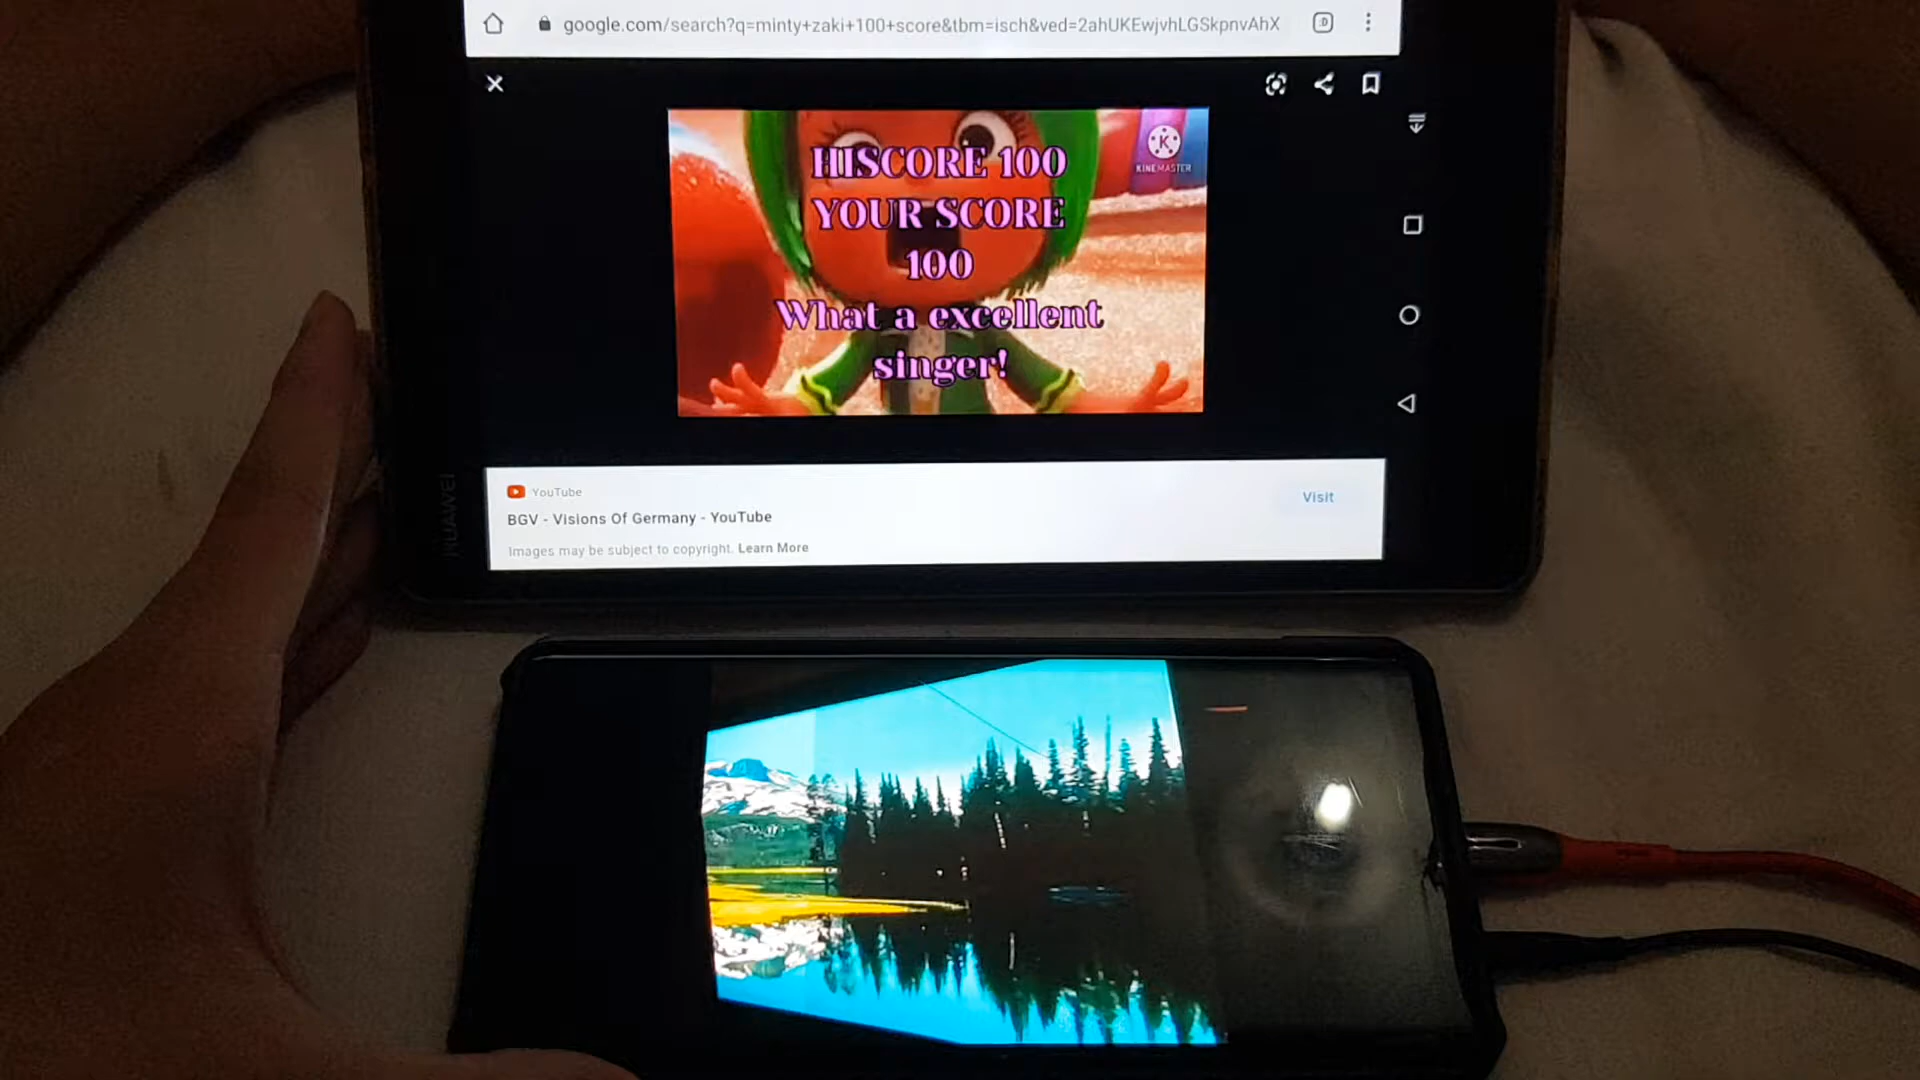 google.com/search?q=minty+zaki+100+score&tbm=isch&ved=2ahUKEwjvhLGSkpnvAhX
:D
K
KINEMASTER
HISCORE 100
YOUR SCORE
100
What a excellent
singer!
YouTube
Visit
BGV - Visions Of Germany - YouTube
Images may be subject to copyright. Learn More
HUAWEI